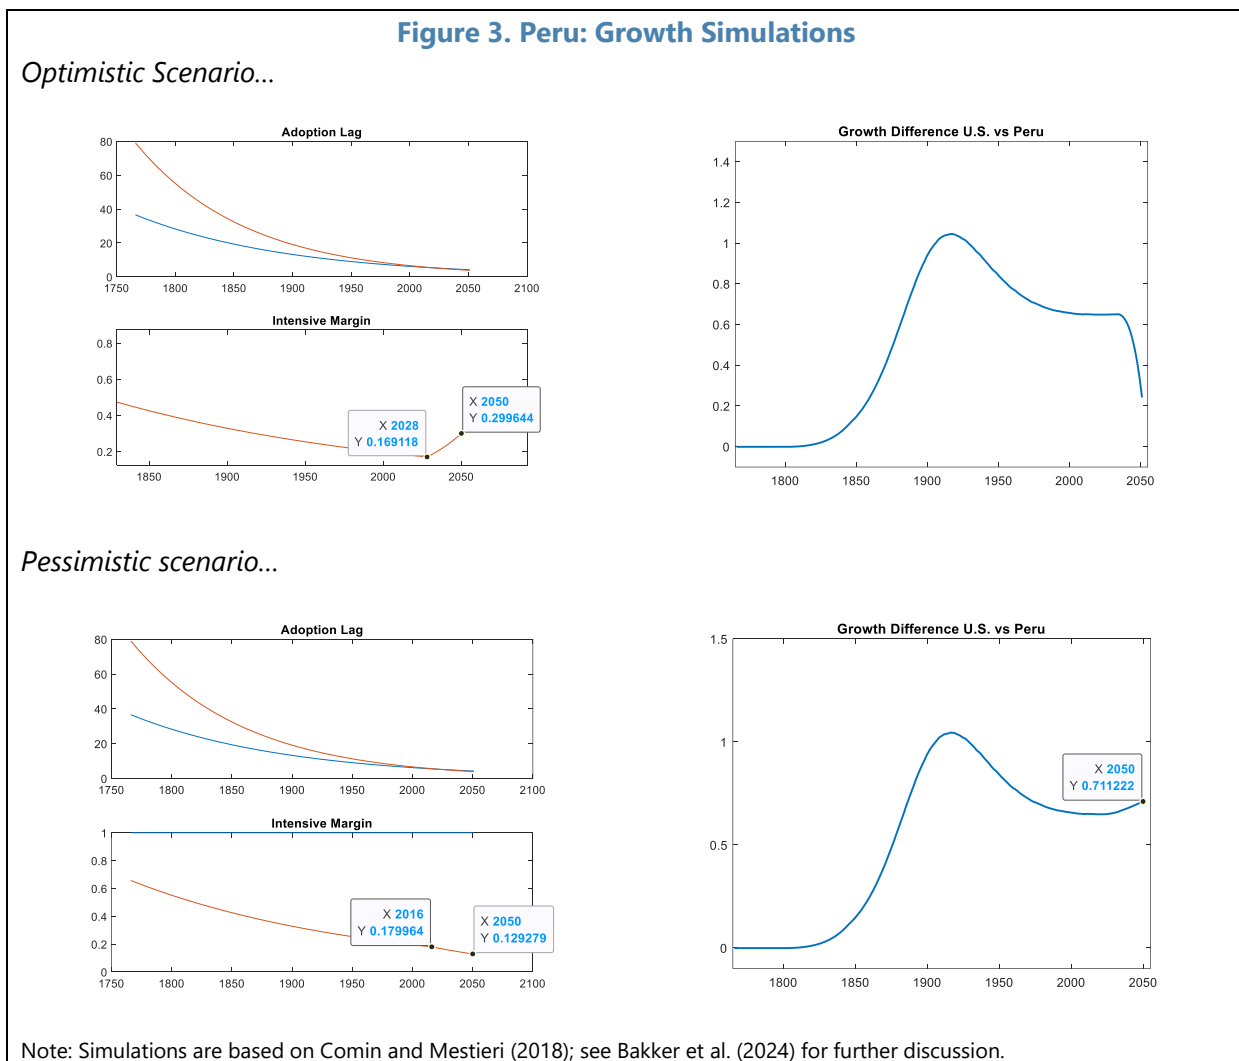 Figure 3. Peru: Growth Simulations
Optimistic Scenario...
Adoption Lag
80
60
40
20
0
1750 1800 1850 1900 1950 2000 2050 2100
Intensive Margin
0.8
0.6
0.4
0.2
X 2028
Y 0.169118
X 2050
Y 0.299644
1850 1900 1950 2000 2050
Growth Difference U.S. vs Peru
1.4
1.2
1
0.8
0.6
0.4
0.2
0
1800 1850 1900 1950 2000 2050
Pessimistic scenario...
Adoption Lag
80
60
40
20
0
1750 1800 1850 1900 1950 2000 2050 2100
Intensive Margin
1
0.8
0.6
0.4
0.2
0
X 2016
Y 0.179964
X 2050
Y 0.129279
1750 1800 1850 1900 1950 2000 2050 2100
Growth Difference U.S. vs Peru
1.5
1
0.5
0
X 2050
Y 0.711222
1800 1850 1900 1950 2000 2050
Note: Simulations are based on Comin and Mestieri (2018); see Bakker et al. (2024) for further discussion.